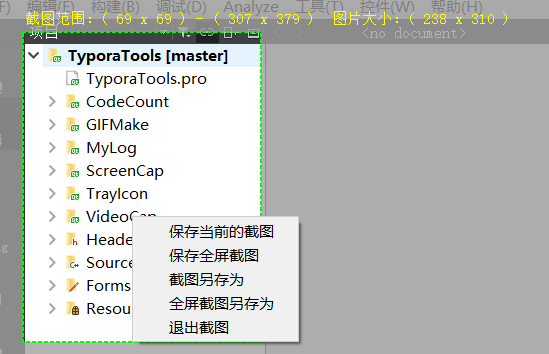 编辑(E) 构建(B) 调试(D) Analyze 工具(T) 控件(W) 帮助(H)
截图范围：( 69 x 69 ) - ( 307 x 379 ) 图片大小：( 238 x 310 )
项目
<no document>
TyporaTools [master]
TyporaTools.pro
CodeCount
GIFMake
MyLog
ScreenCap
TrayIcon
VideoCap
Heade
Source
Forms
Resou
保存当前的截图
保存全屏截图
截图另存为
全屏截图另存为
退出截图